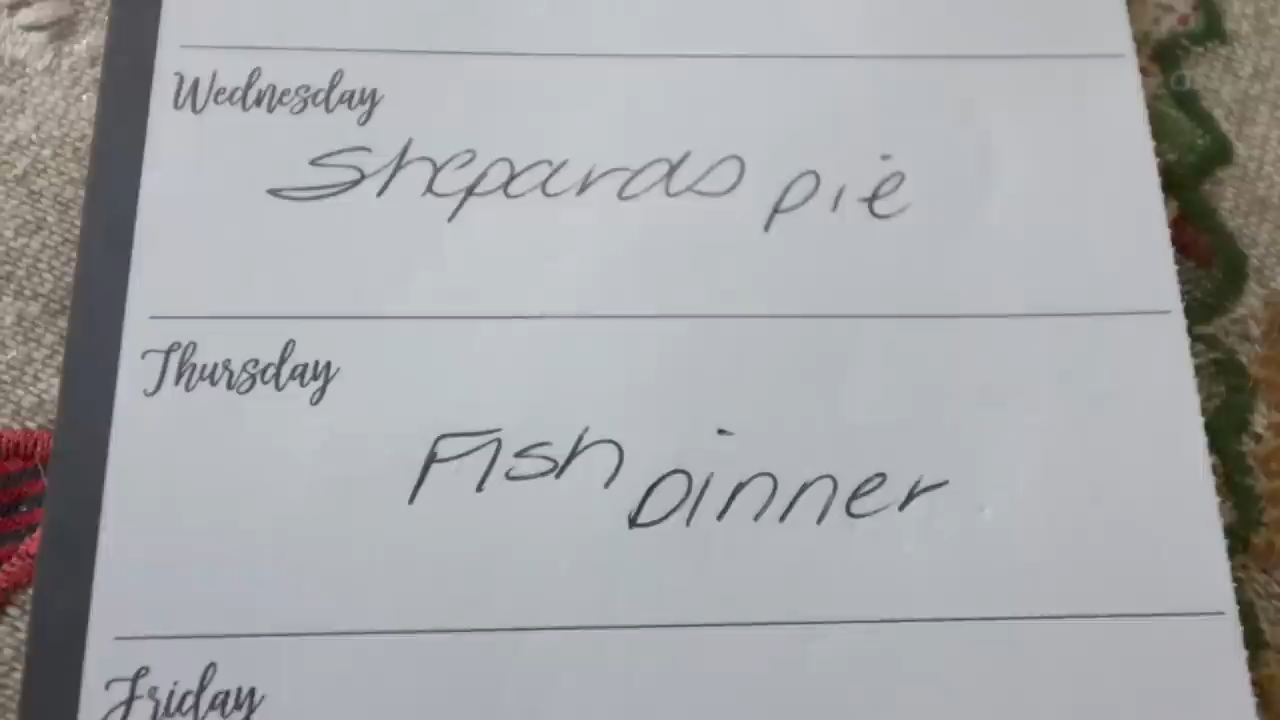 Wednesday
Shepards pie
Thursday
Fish Dinner
Friday